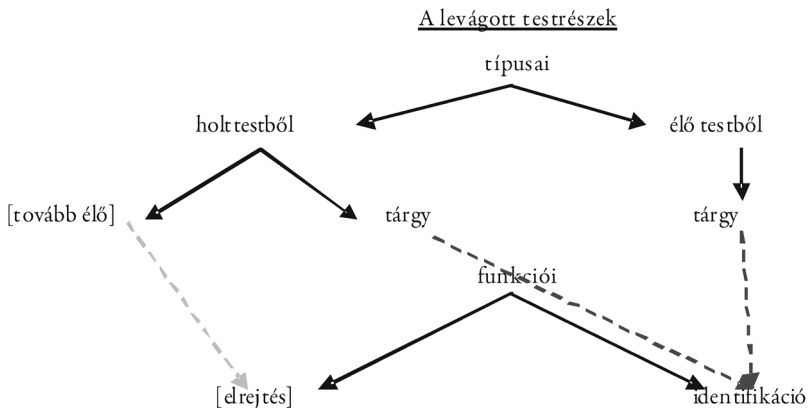 A levágott testrészek
típusai
holttestből
élő testből
[tovább élő]
tárgy
tárgy
funkciói
[elrejtés]
identifikáció